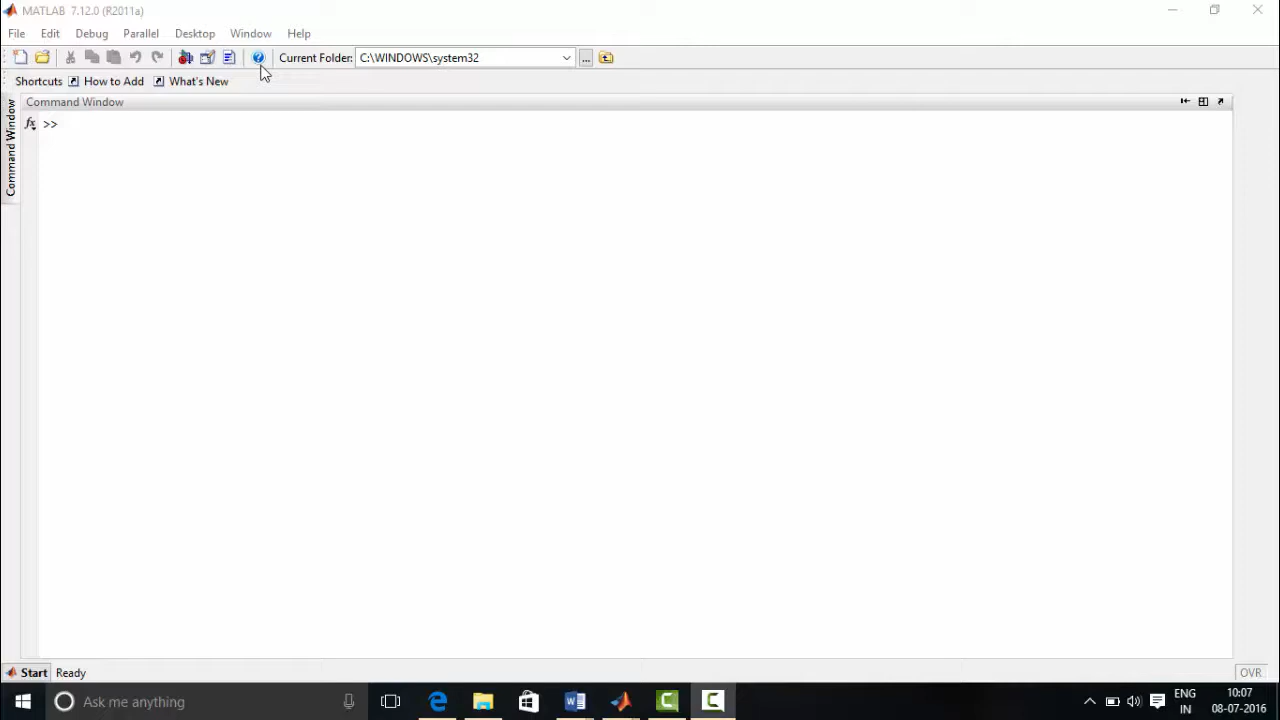 MATLAB 7.12.0 (R2011a)
File Edit Debug Parallel Desktop Window Help
Current Folder: C:\WINDOWS\system32 ...
Shortcuts How to Add What's New
Command Window
Command Window
fx >>
Start Ready
OVR
Ask me anything
ENG
IN
10:07
08-07-2016